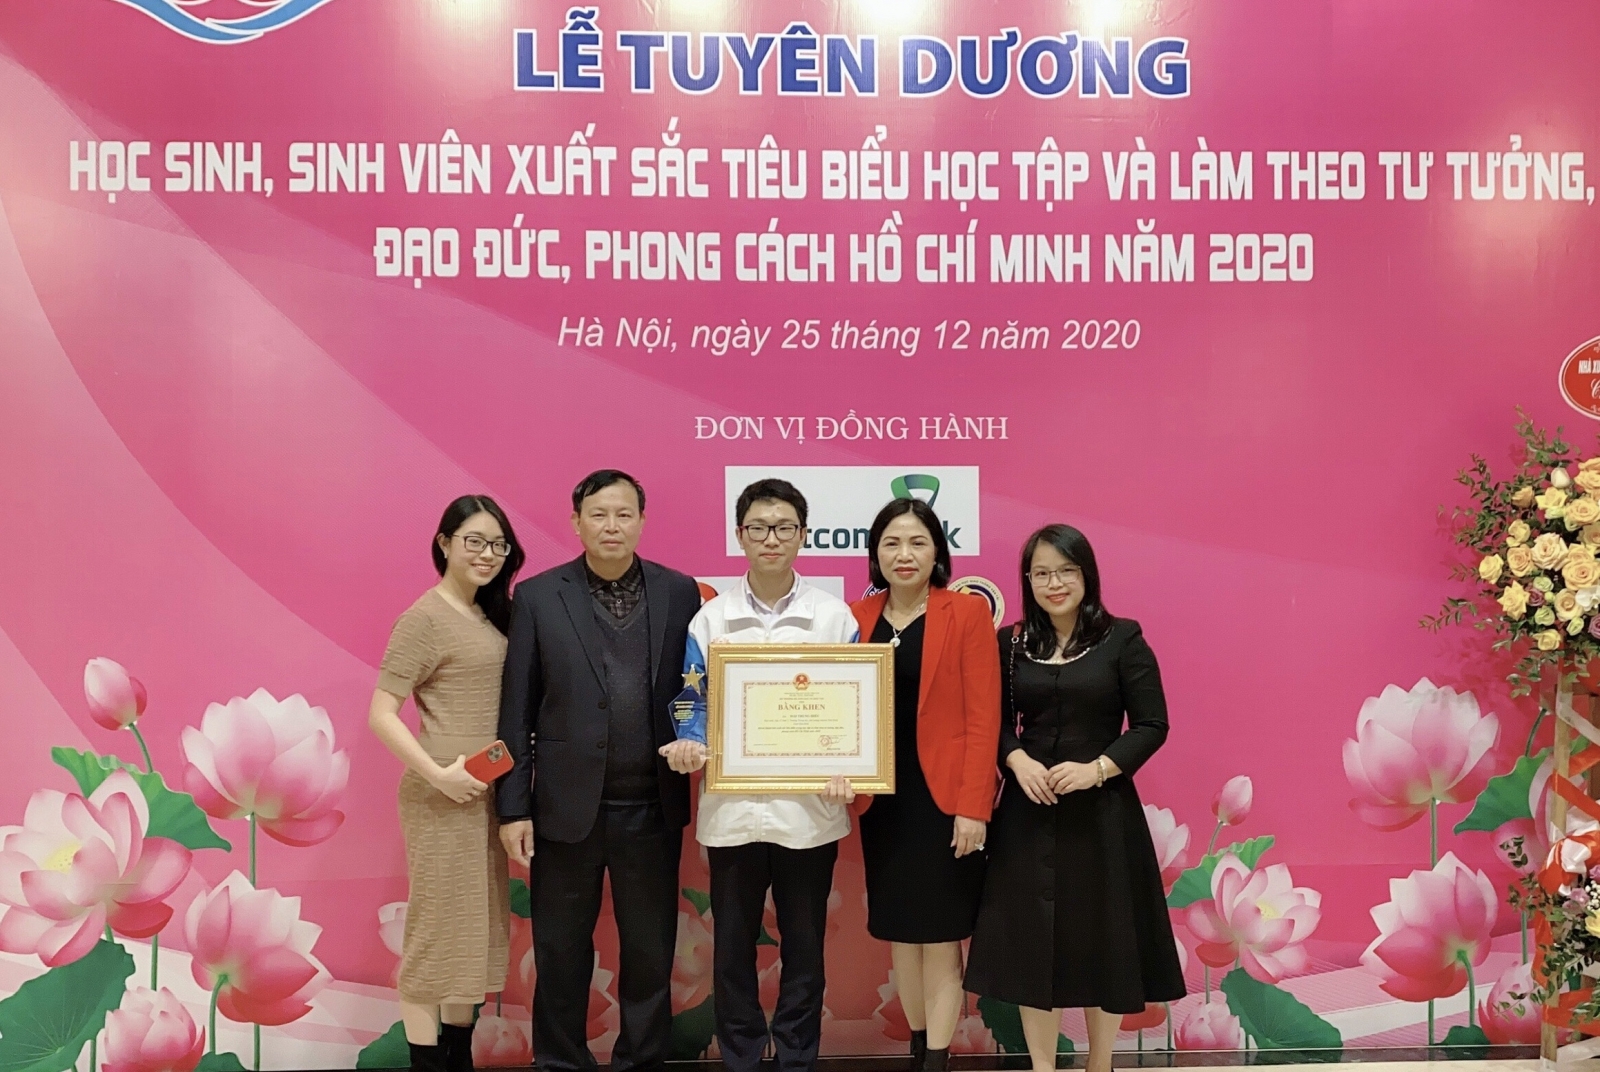 LỄ TUYÊN DƯƠNG
HỌC SINH, SINH VIÊN XUẤT SẮC TIÊU BIỂU HỌC TẬP VÀ LÀM THEO TƯ TƯỞNG,
ĐẠO ĐỨC, PHONG CÁCH HỒ CHÍ MINH NĂM 2020
Hà Nội, ngày 25 tháng 12 năm 2020
ĐƠN VỊ ĐỒNG HÀNH
BẰNG KHEN